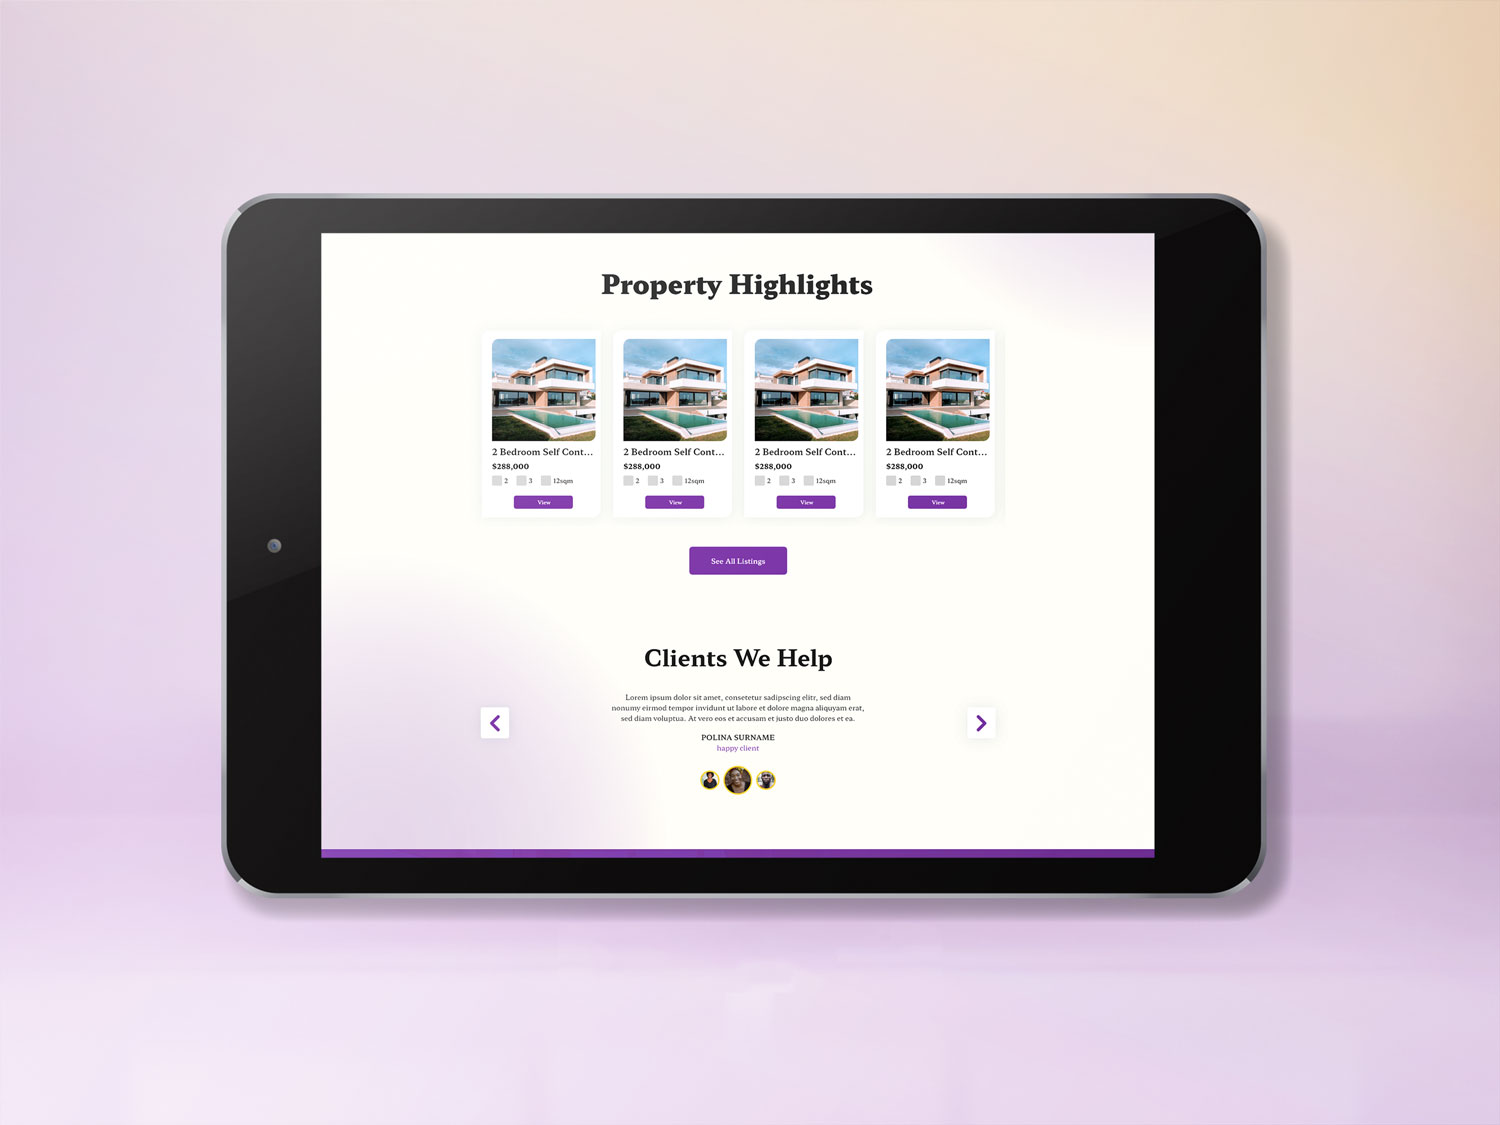 Property Highlights
2 Bedroom Self Cont...
$288,000
2 3 12sqm
View
2 Bedroom Self Cont...
$288,000
2 3 12sqm
View
2 Bedroom Self Cont...
$288,000
2 3 12sqm
View
2 Bedroom Self Cont...
$288,000
2 3 12sqm
View
See All Listings
Clients We Help
Lorem ipsum dolor sit amet, consetetur sadipscing elitr, sed diam
nonumy eirmod tempor invidunt ut labore et dolore magna aliquyam erat,
sed diam voluptua. At vero eos et accusam et justo duo dolores et ea.
POLINA SURNAME
happy client